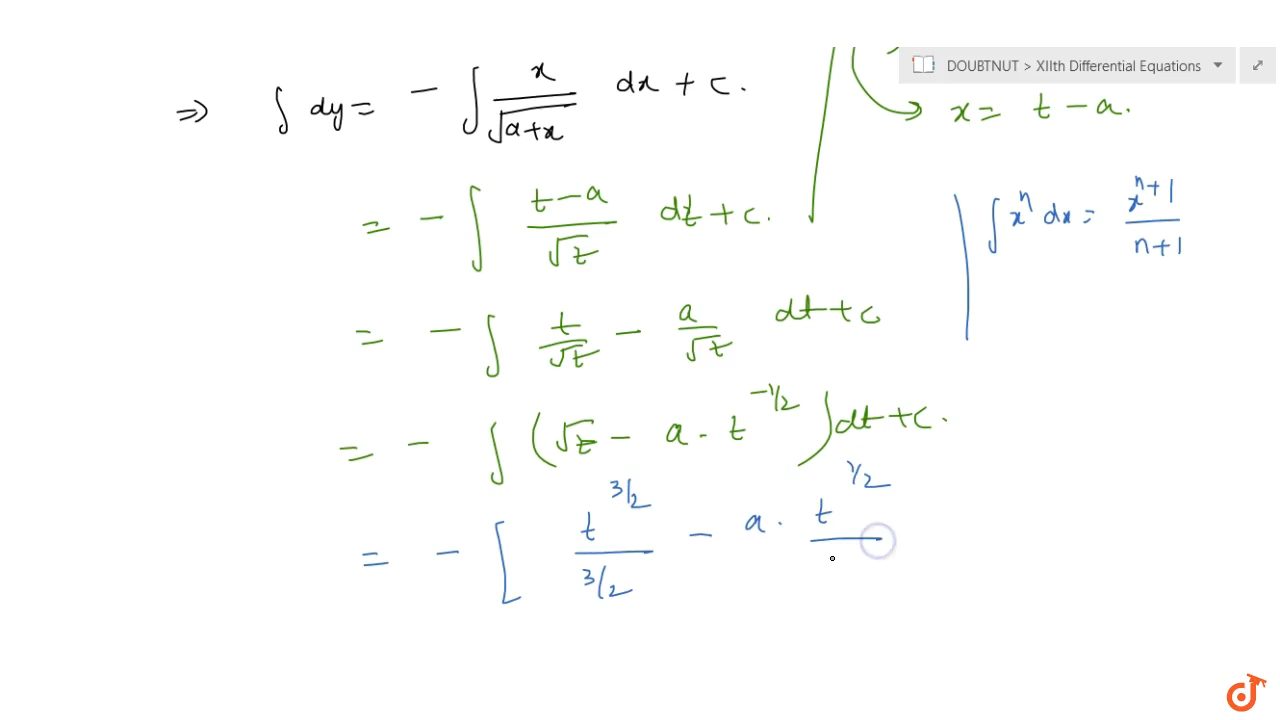 DOUBTNUT > XIIth Differential Equations
⇒ ∫ dy = - ∫ x/√(a+x) dx + c.
x = t - a.
= - ∫ (t-a)/√t dt + c.
∫ xⁿ dx = xⁿ⁺¹/(n+1)
= - ∫ t/√t - a/√t dt + c
= - ∫ (√t - a . t^(-1/2)) dt + c.
= - [ t^(3/2)/(3/2) - a . t^(1/2)/